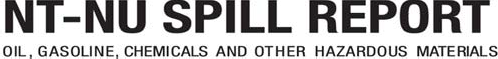 NT-NU SPILL REPORT
OIL, GASOLINE, CHEMICALS AND OTHER HAZARDOUS MATERIALS